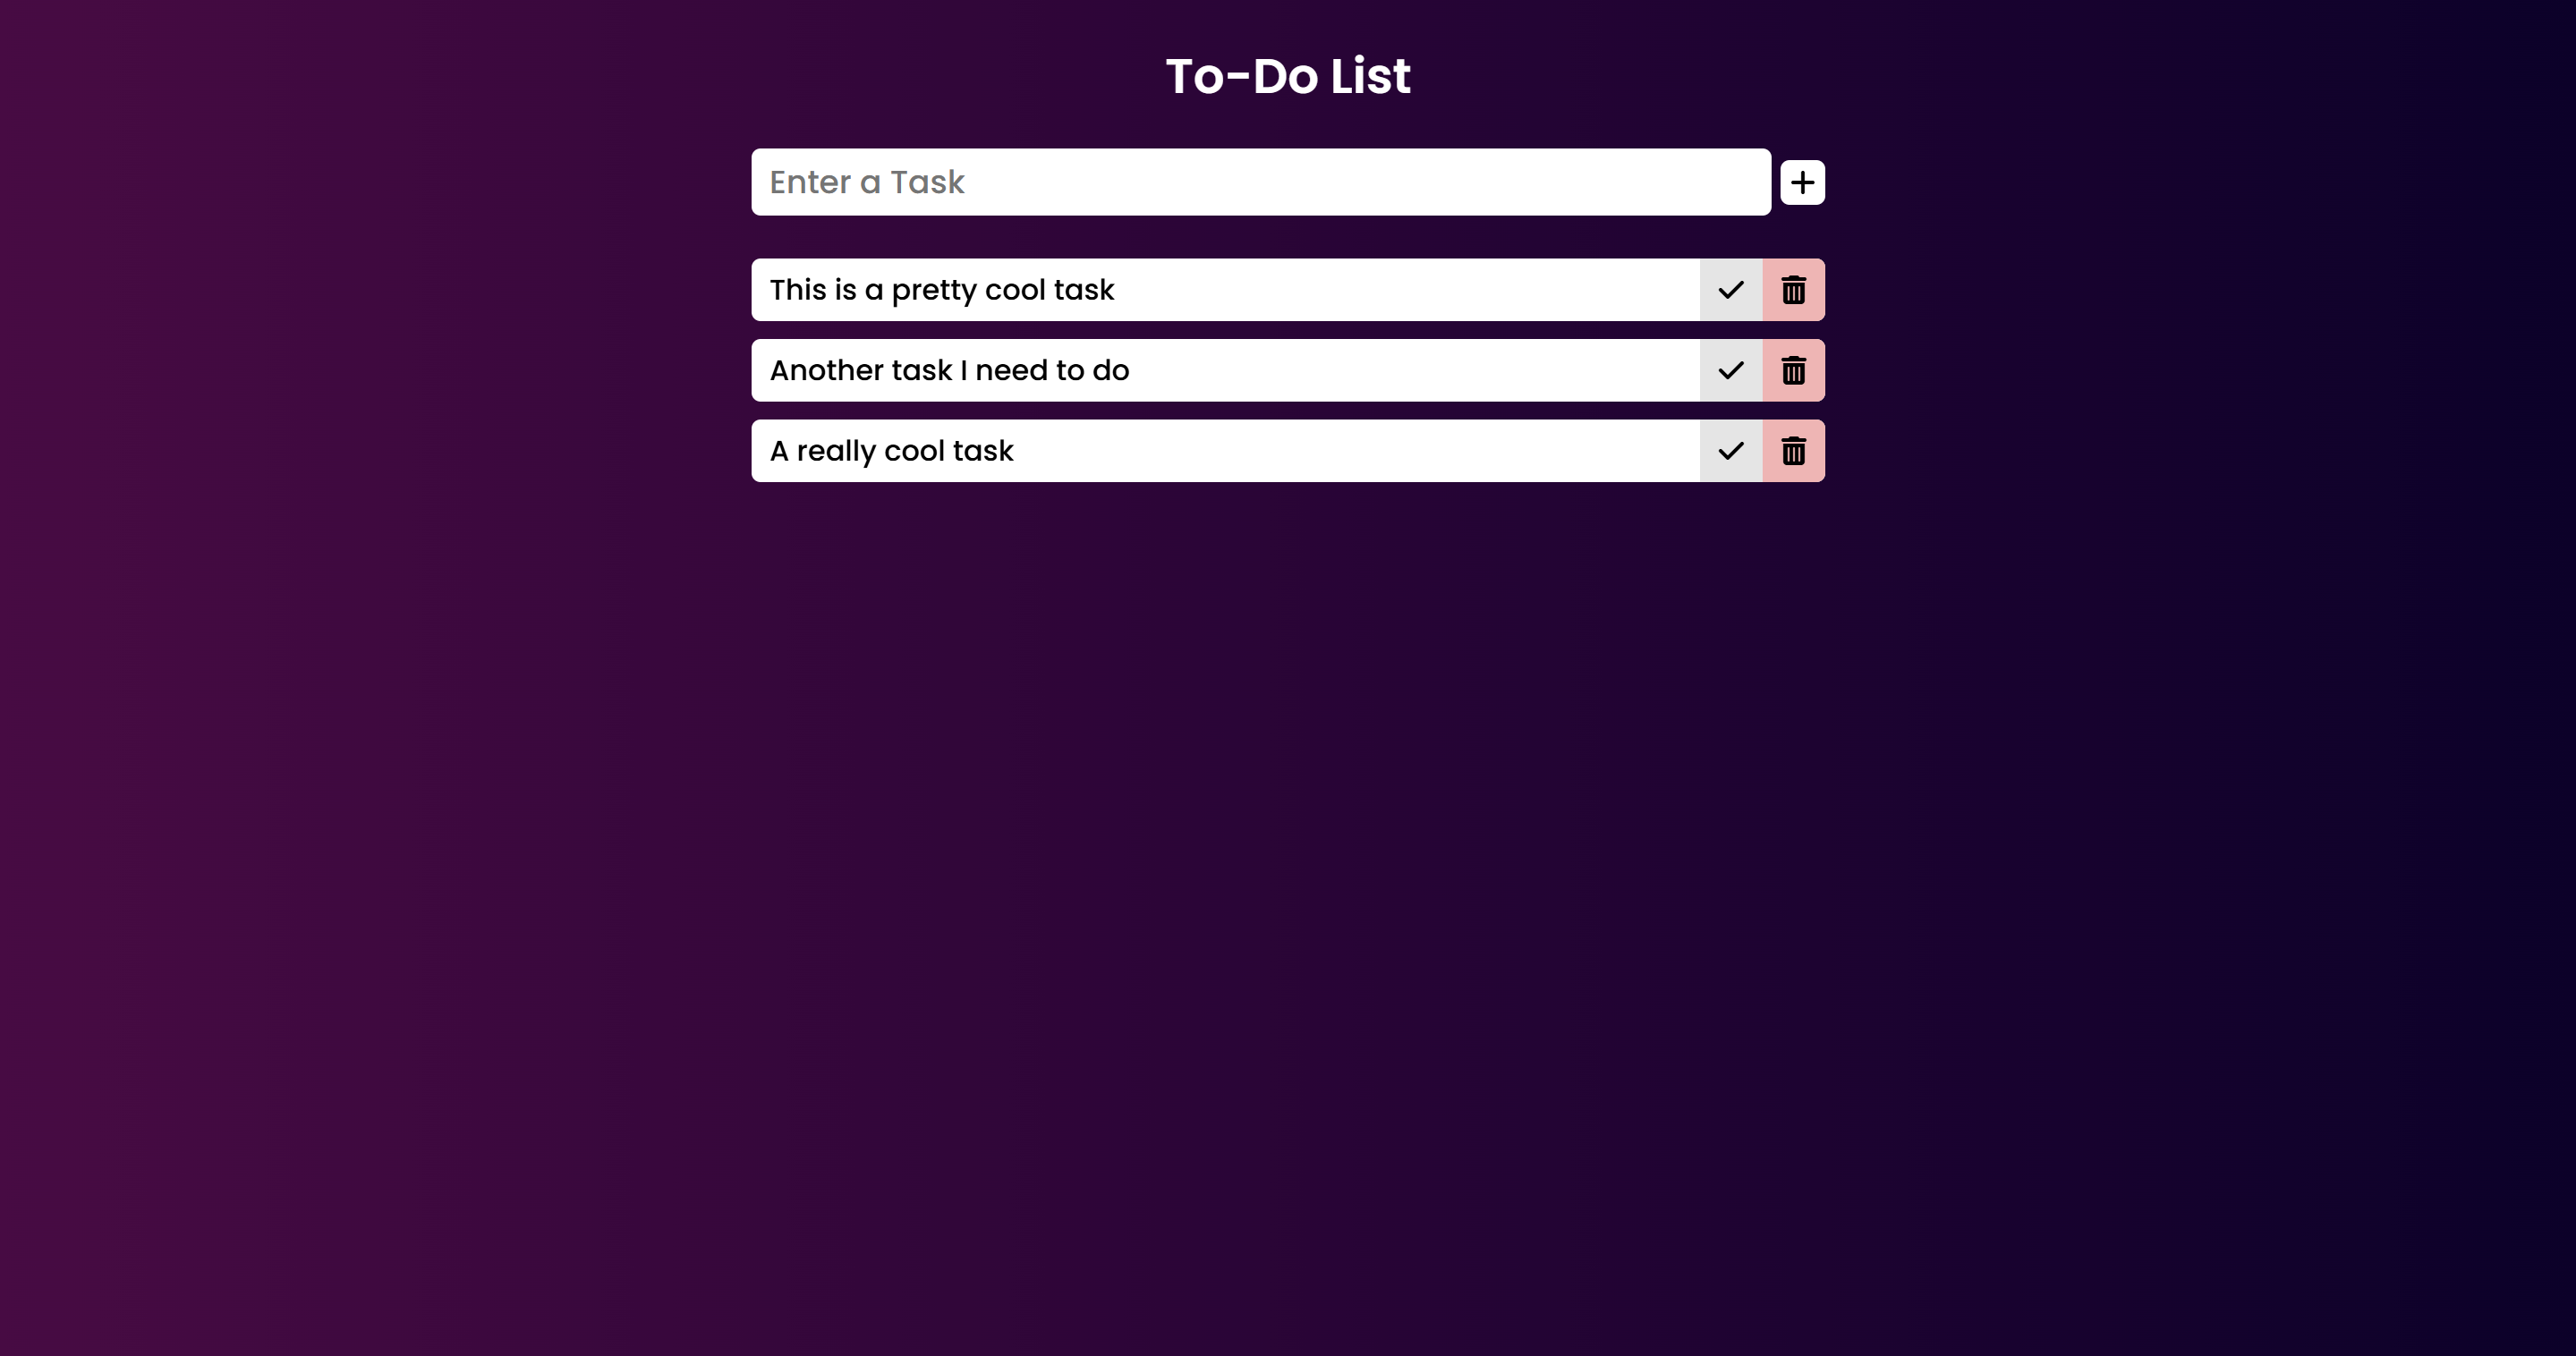 To-Do List
Enter a Task
This is a pretty cool task
Another task I need to do
A really cool task